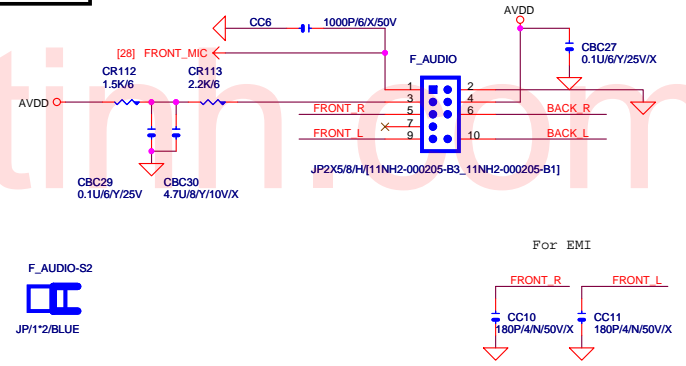 AVDD
CC6 1000P/6/X/50V
[28] FRONT_MIC
CBC27
0.1U/6/Y/25V/X
F_AUDIO
CR112
1.5K/6
CR113
2.2K/6
AVDD
1 2
3 4
5 6
7
9 10
FRONT_R
BACK_R
FRONT_L
BACK_L
JP2X5/8/H/[11NH2-000205-B3_11NH2-000205-B1]
CBC29
0.1U/6/Y/25V
CBC30
4.7U/8/Y/10V/X
tinh.com
For EMI
F_AUDIO-S2
JP/1*2/BLUE
FRONT_R
FRONT_L
CC10
180P/4/N/50V/X
CC11
180P/4/N/50V/X